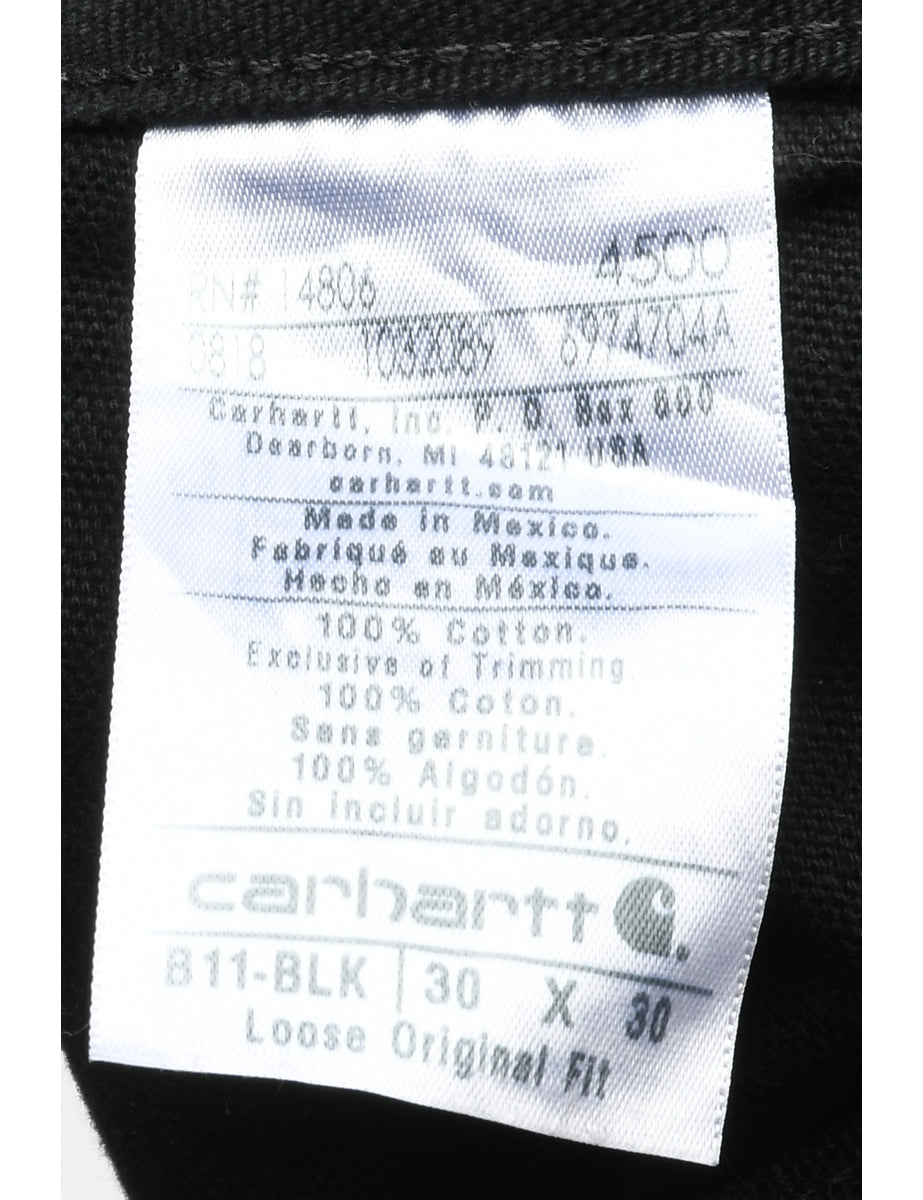 4500
RN# 14806
0818 1032089 6974704A
Carhartt, Inc. P. O. Box 600
Dearborn, MI 48121 USA
carhartt.com
Made in Mexico.
Fabriqué au Mexique.
Hecho en México.
100% Cotton.
Exclusive of Trimming.
100% Coton.
Sans garniture.
100% Algodón.
Sin incluir adorno.
carhartt
B11-BLK 30 X 30
Loose Original Fit